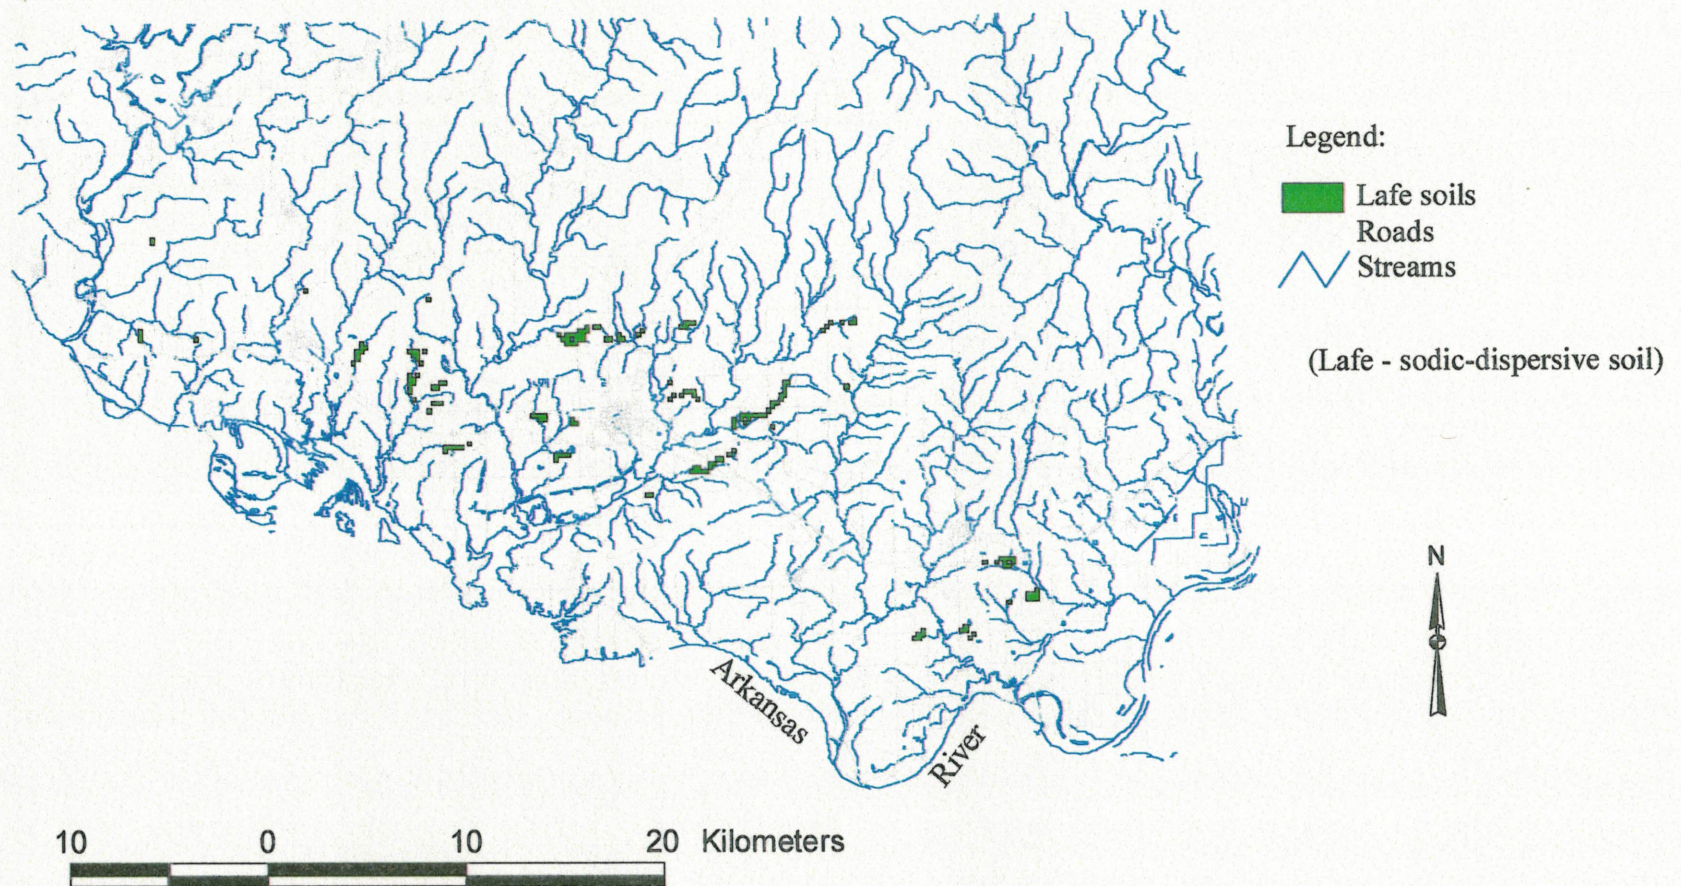 Legend:
Lafe soils
Roads
Streams
(Lafe - sodic-dispersive soil)
N
Arkansas
River
10 0 10 20 Kilometers